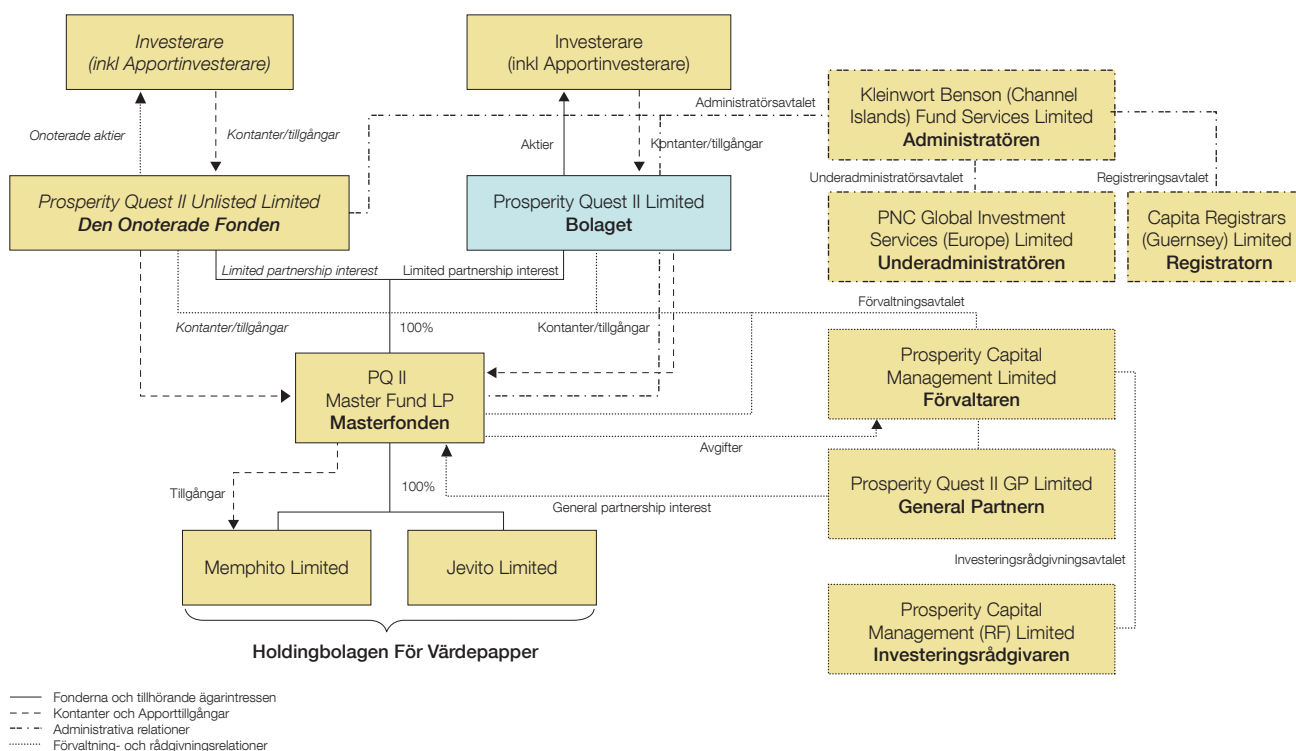 Investerare
(inkl Apportinvesterare)
Investerare
(inkl Apportinvesterare)
Kleinwort Benson (Channel
Islands) Fund Services Limited
Administratören
Administratörsavtalet
Onoterade aktier
Kontanter/tillgångar
Aktier
Kontanter/tillgångar
Underadministratörsavtalet
Registreringsavtalet
Prosperity Quest II Unlisted Limited
Den Onoterade Fonden
Prosperity Quest II Limited
Bolaget
PNC Global Investment
Services (Europe) Limited
Underadministratören
Capita Registrars
(Guernsey) Limited
Registratorn
Limited partnership interest
Limited partnership interest
Förvaltningsavtalet
Kontanter/tillgångar
100%
Kontanter/tillgångar
PQ II
Master Fund LP
Masterfonden
Prosperity Capital
Management Limited
Förvaltaren
Avgifter
Tillgångar
100%
General partnership interest
Prosperity Quest II GP Limited
General Partnern
Memphito Limited
Jevito Limited
Investeringsrådgivningsavtalet
Holdingbolagen För Värdepapper
Prosperity Capital
Management (RF) Limited
Investeringsrådgivaren
Fonderna och tillhörande ägarintressen
Kontanter och Apporttillgångar
Administrativa relationer
Förvaltning- och rådgivningsrelationer